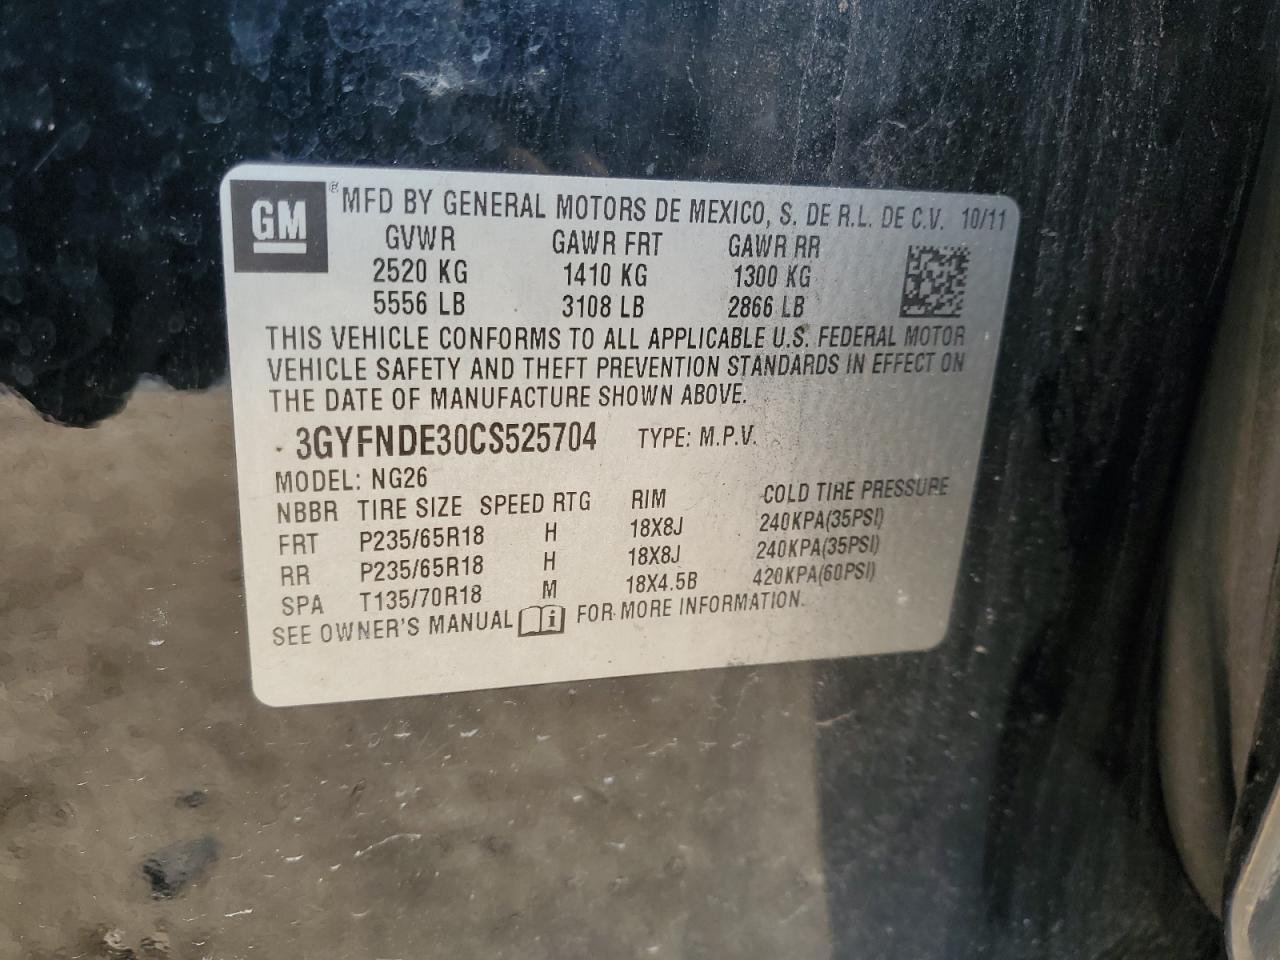 GM ® MFD BY GENERAL MOTORS DE MEXICO, S. DE R.L. DE C.V. 10/11
GVWR GAWR FRT GAWR RR
2520 KG 1410 KG 1300 KG
5556 LB 3108 LB 2866 LB
THIS VEHICLE CONFORMS TO ALL APPLICABLE U.S. FEDERAL MOTOR
VEHICLE SAFETY AND THEFT PREVENTION STANDARDS IN EFFECT ON
THE DATE OF MANUFACTURE SHOWN ABOVE.
3GYFNDE30CS525704 TYPE: M.P.V.
MODEL: NG26
NBBR TIRE SIZE SPEED RTG RIM COLD TIRE PRESSURE
FRT P235/65R18 H 18X8J 240KPA(35PSI)
RR P235/65R18 H 18X8J 240KPA(35PSI)
SPA T135/70R18 M 18X4.5B 420KPA(60PSI)
SEE OWNER'S MANUAL i FOR MORE INFORMATION.